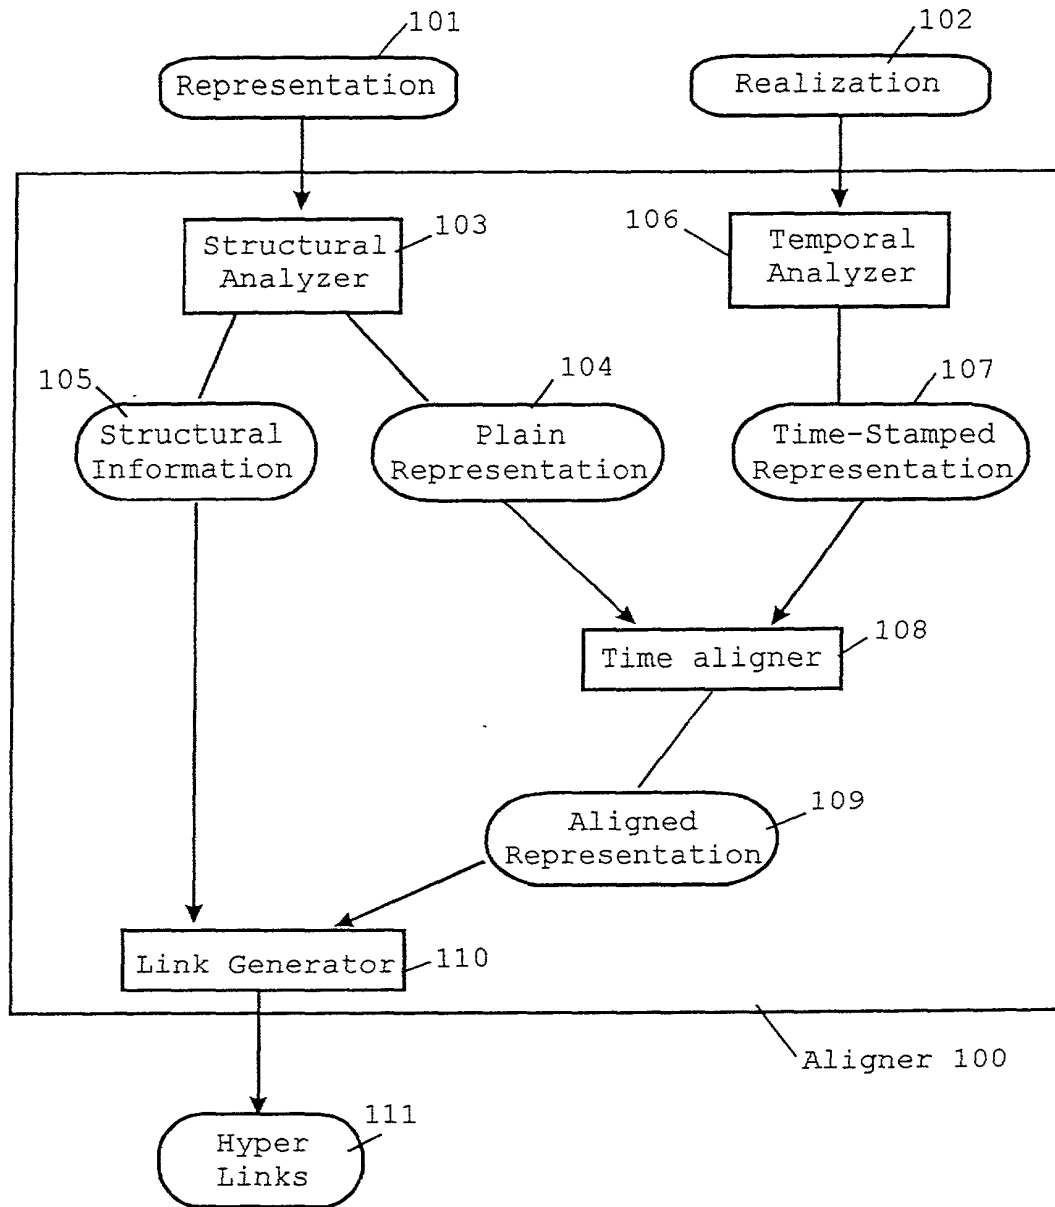 101
102
Representation
Realization
103
106
Structural
Analyzer
Temporal
Analyzer
105
104
107
Structural
Information
Plain
Representation
Time-Stamped
Representation
108
Time aligner
109
Aligned
Representation
Link Generator
110
Aligner 100
111
Hyper
Links